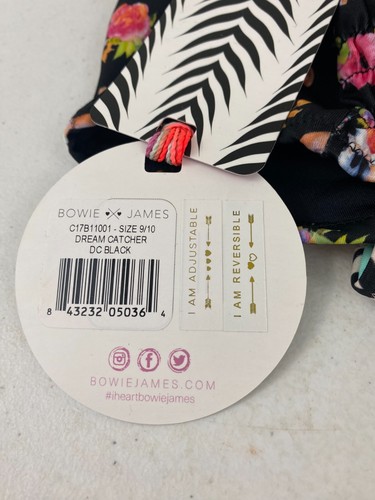 BOWIE JAMES
C17B11001 - SIZE 9/10
DREAM CATCHER
DC BLACK
8 43232 05036 4
I AM ADJUSTABLE
I AM REVERSIBLE
BOWIEJAMES.COM
#iheartbowiejames